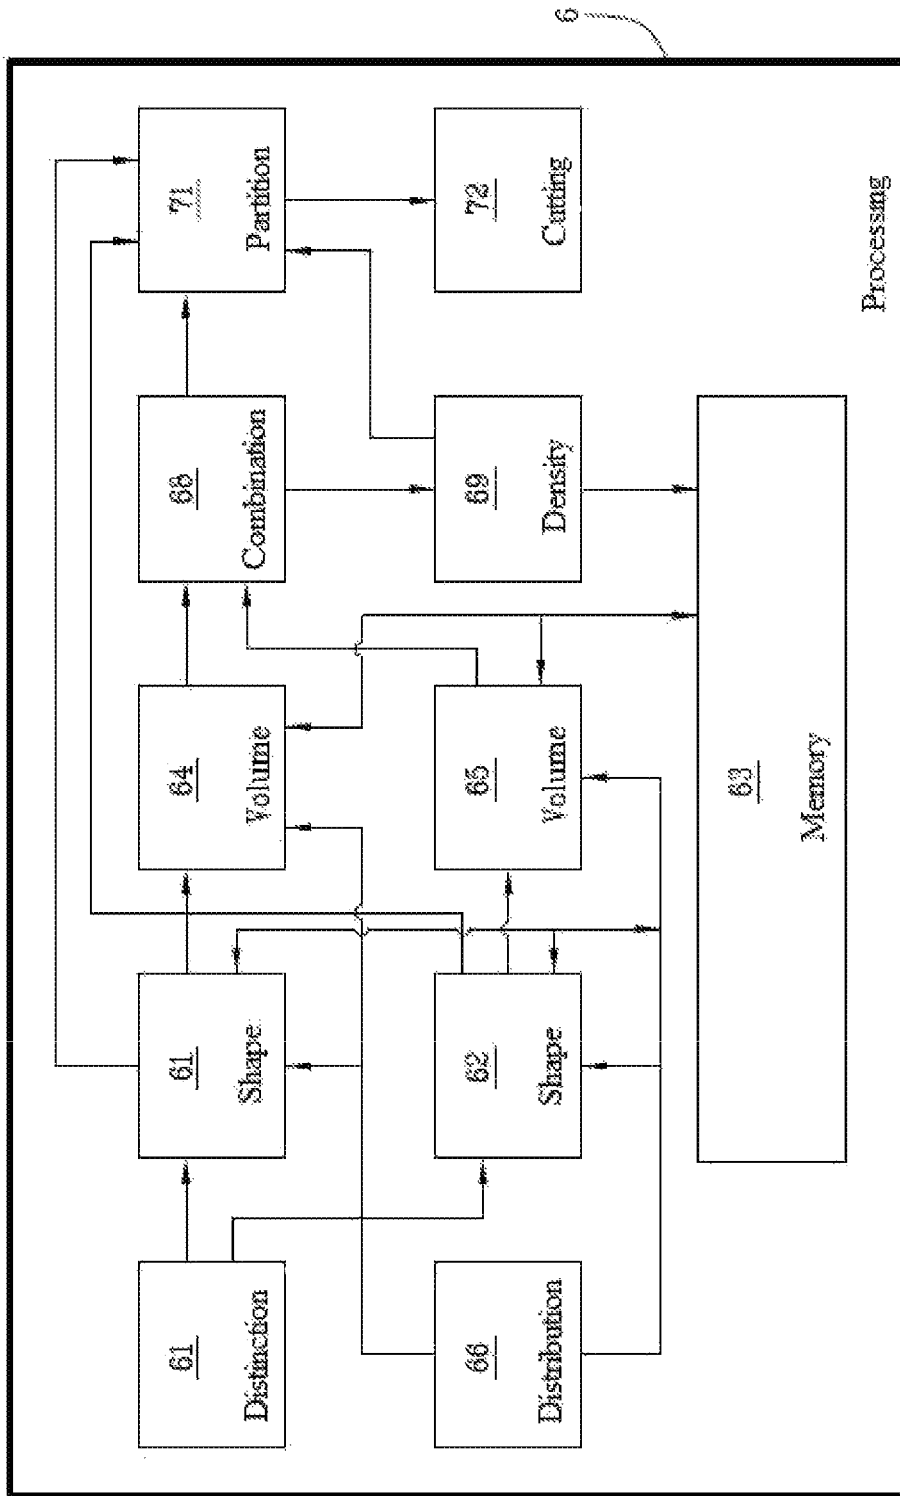 6
61
Distinction
61
Shape
64
Volume
68
Combination
71
Partition
66
Distribution
62
Shape
65
Volume
69
Density
72
Cutting
63
Memory
Processing